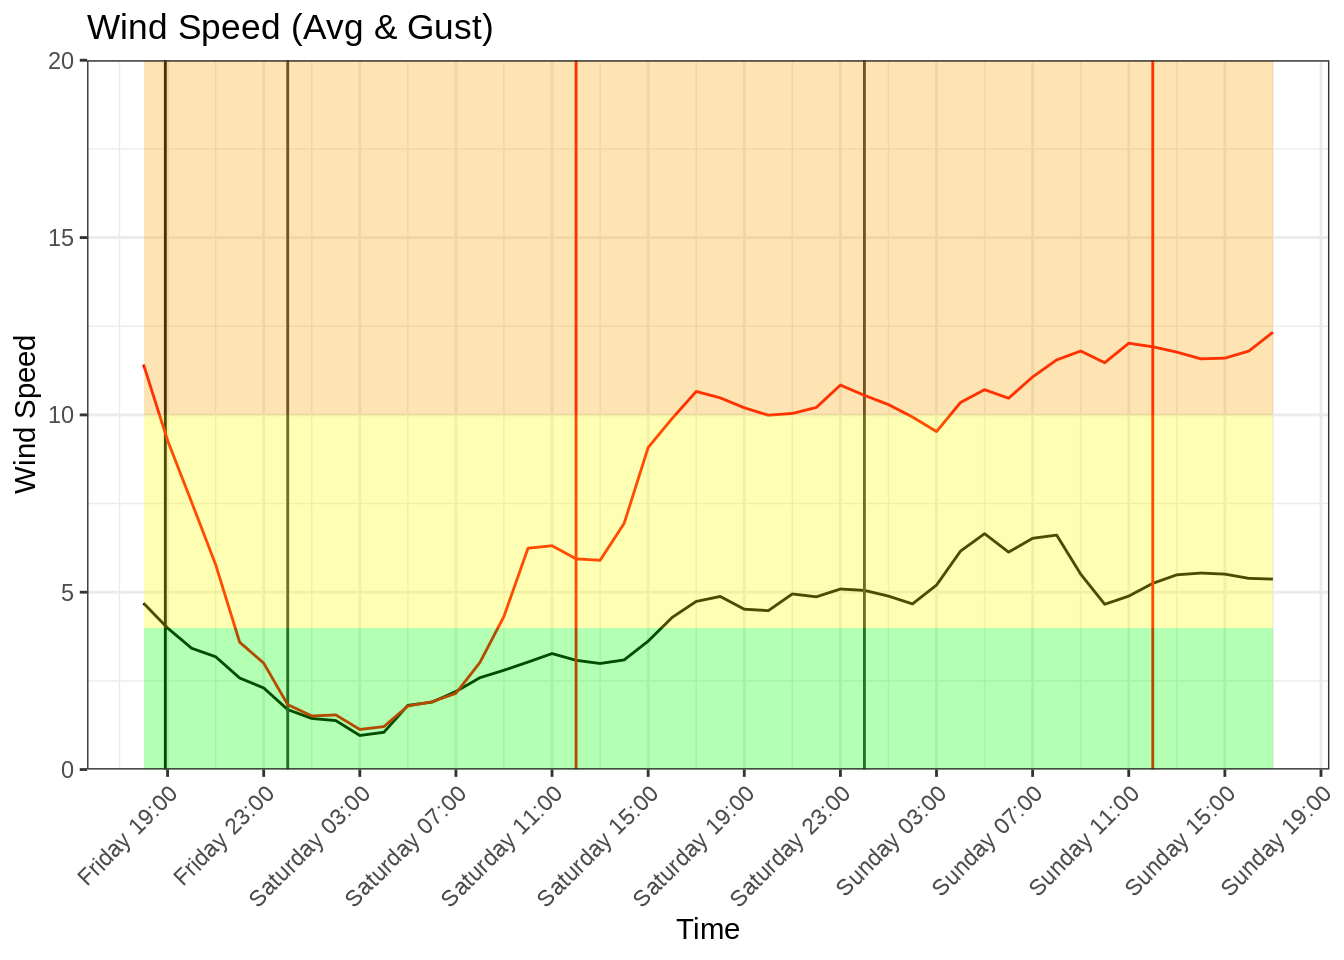 Wind Speed (Avg & Gust)
Wind Speed
20
15
10
5
0
Friday 19:00
Friday 23:00
Saturday 03:00
Saturday 07:00
Saturday 11:00
Saturday 15:00
Saturday 19:00
Saturday 23:00
Sunday 03:00
Sunday 07:00
Sunday 11:00
Sunday 15:00
Sunday 19:00
Time